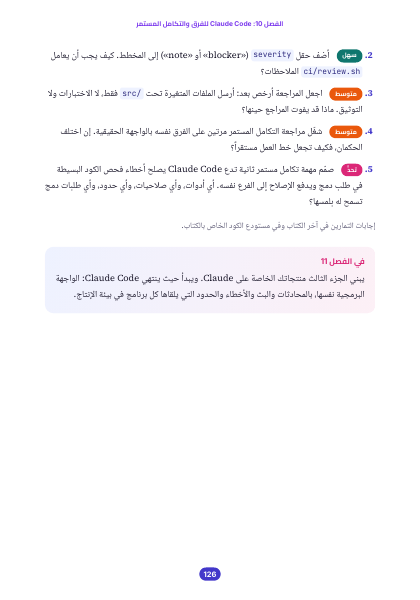 الفصل 10: Claude Code للفرق والتكامل المستمر
2. سهل أضف حقل severity («blocker» أو «note») إلى المخطط. كيف يجب أن يعامل
ci/review.sh الملاحظات؟
3. متوسط اجعل المراجعة أرخص بعد: أرسل الملفات المتغيرة تحت src/ فقط، لا الاختبارات ولا
التوثيق. ماذا قد يفوت المراجع حينها؟
4. متوسط شغّل مراجعة التكامل المستمر مرتين على الفرق نفسه بالواجهة الحقيقية. إن اختلف
الحكمان، فكيف تجعل خط العمل مستقراً؟
5. تحدٍّ صمّم مهمة تكامل مستمر ثانية تدع Claude Code يصلح أخطاء فحص الكود البسيطة
في طلب دمج ويدفع الإصلاح إلى الفرع نفسه. أي أدوات، وأي صلاحيات، وأي حدود، وأي طلبات دمج
تسمح له بلمسها؟
إجابات التمارين في آخر الكتاب وفي مستودع الكود الخاص بالكتاب.
في الفصل 11
يبني الجزء الثالث منتجاتك الخاصة على Claude. ويبدأ حيث ينتهي Claude Code: الواجهة
البرمجية نفسها، بالمحادثات والبث والأخطاء والحدود التي يلقاها كل برنامج في بيئة الإنتاج.
126